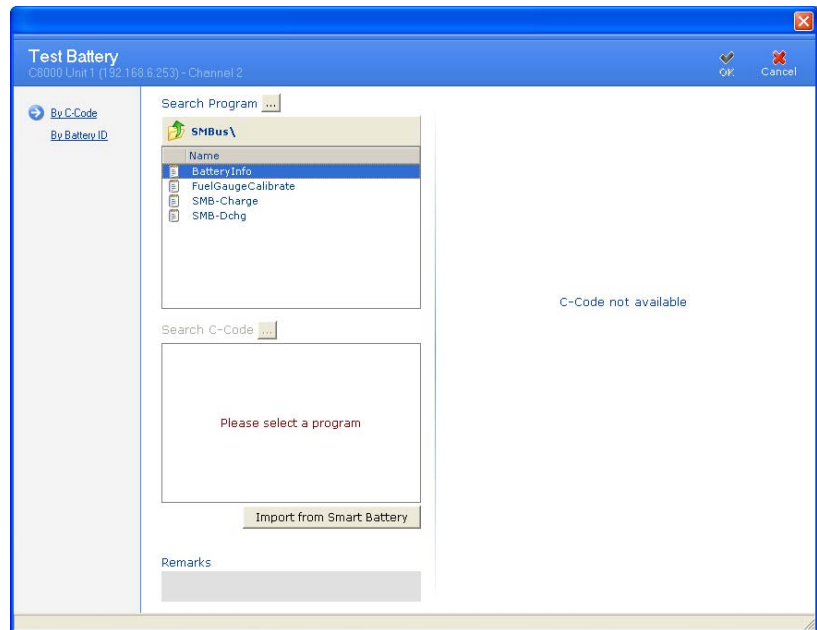 Test Battery
C8000 Unit 1 (192.168.6.253) - Channel 2
OK
Cancel
By C-Code
By Battery ID
Search Program ...
SMBus\
Name
BatteryInfo
FuelGaugeCalibrate
SMB-Charge
SMB-Dchg
C-Code not available
Search C-Code ...
Please select a program
Import from Smart Battery
Remarks